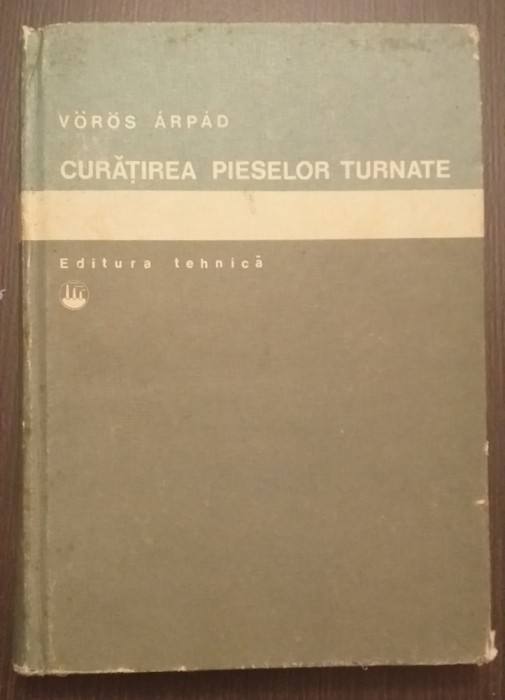 VÖRÖS ÁRPÁD
CURĂȚIREA PIESELOR TURNATE
Editura tehnică